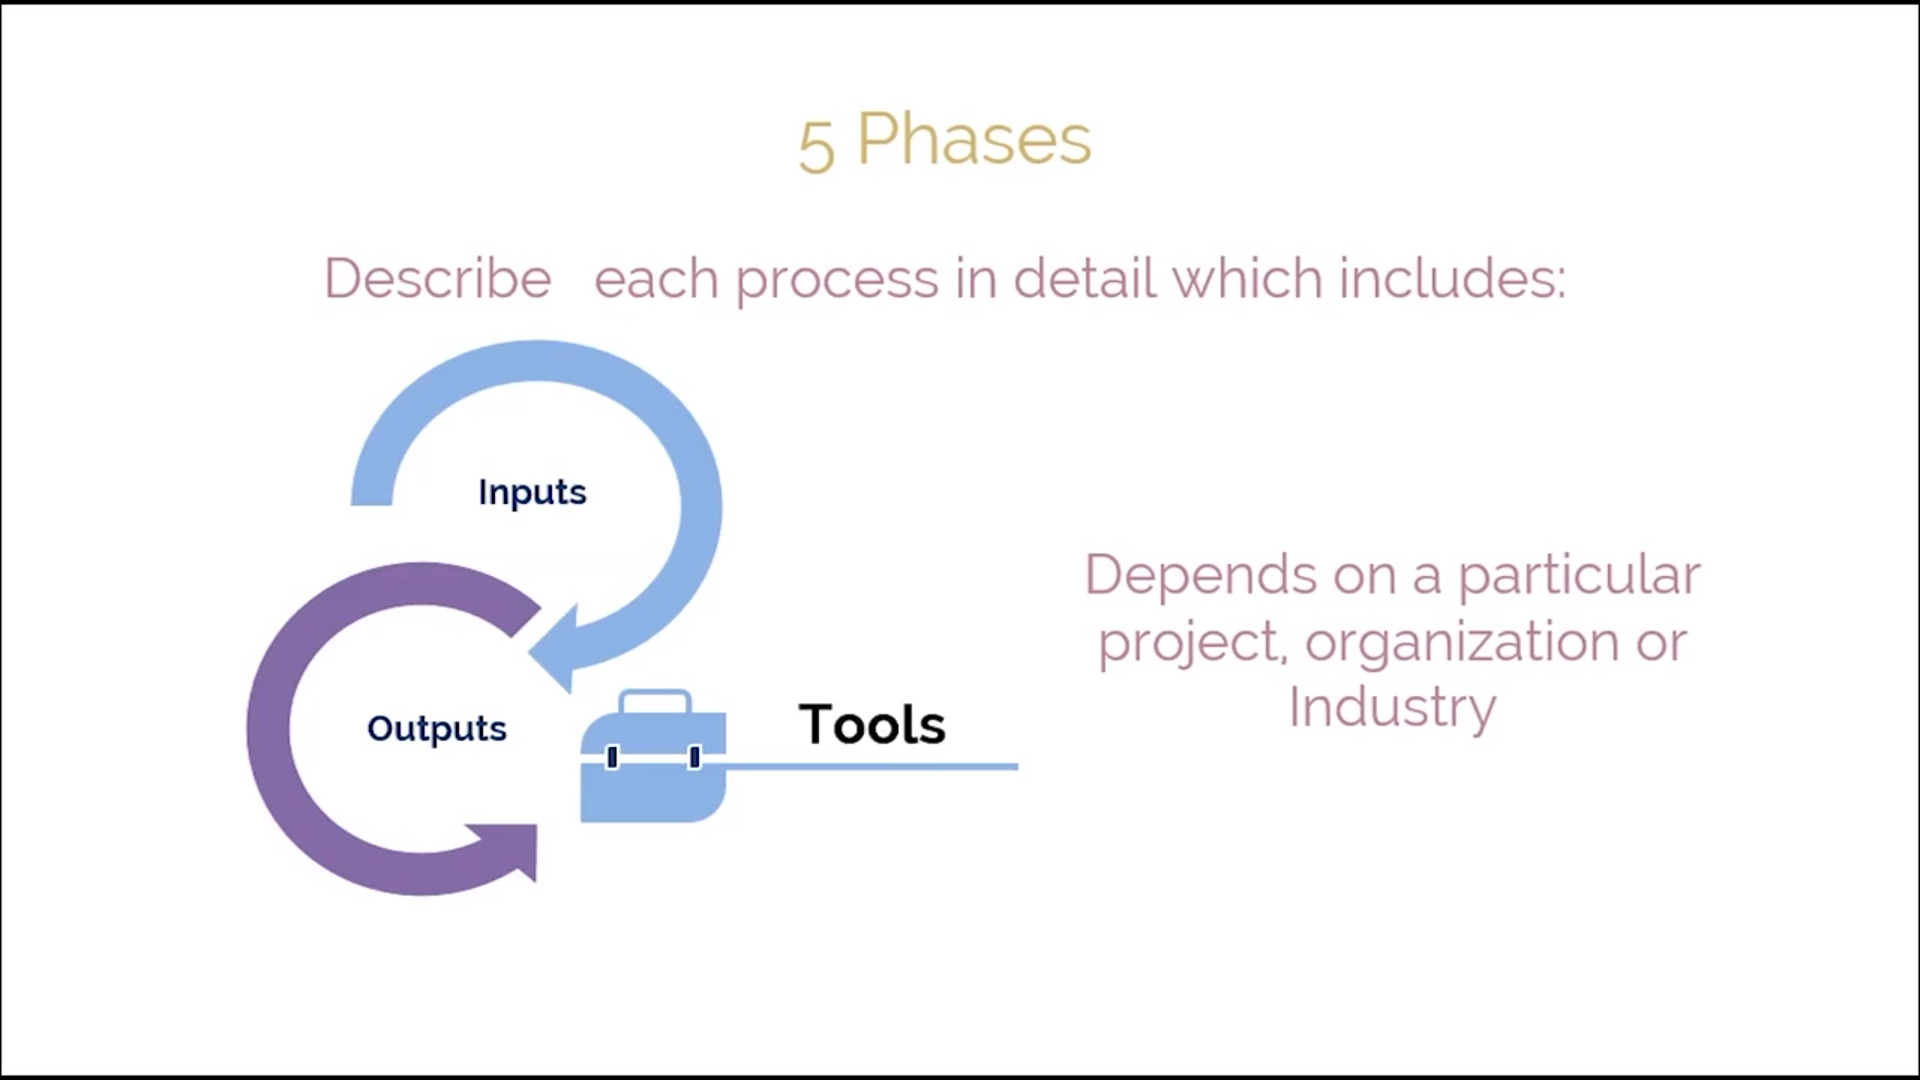 5 Phases
Describe each process in detail which includes:
Inputs
Outputs
Tools
Depends on a particular
project, organization or
Industry